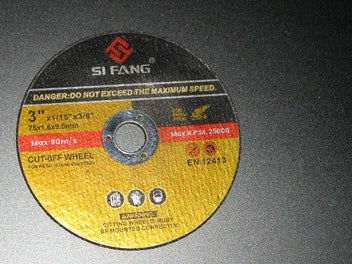 SI FANG
DANGER:DO NOT EXCEED THE MAXIMUM SPEED.
3" x1/16"x3/8"
75x1.6x9.5mm
Max 80m/s
Max R.P.M. 25000
CUT-OFF WHEEL
EN 12413
CUTTING WHEELS MUST
BE MOUNTED CORRECTLY